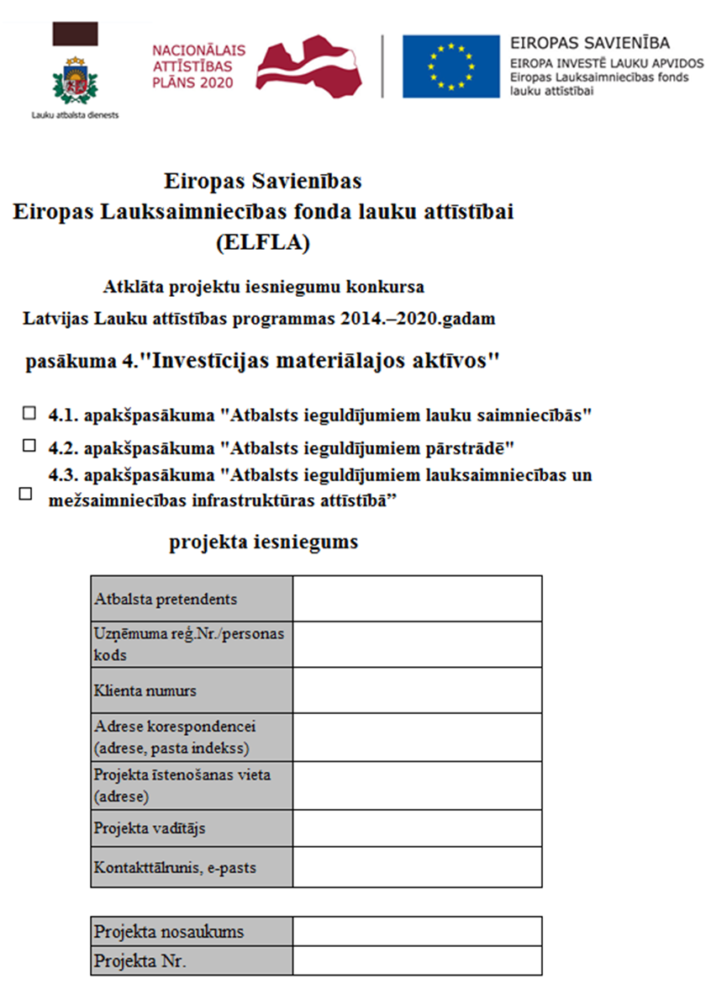 Lauku atbalsta dienests
NACIONĀLAIS
ATTĪSTĪBAS
PLĀNS 2020
EIROPAS SAVIENĪBA
EIROPA INVESTĒ LAUKU APVIDOS
Eiropas Lauksaimniecības fonds
lauku attīstībai
Eiropas Savienības
Eiropas Lauksaimniecības fonda lauku attīstībai
(ELFLA)
Atklāta projektu iesniegumu konkursa
Latvijas Lauku attīstības programmas 2014.–2020.gadam
pasākuma 4."Investīcijas materiālajos aktīvos"
4.1. apakšpasākuma "Atbalsts ieguldījumiem lauku saimniecībās"
4.2. apakšpasākuma "Atbalsts ieguldījumiem pārstrādē"
4.3. apakšpasākuma "Atbalsts ieguldījumiem lauksaimniecības un
mežsaimniecības infrastruktūras attīstībā”
projekta iesniegums
Atbalsta pretendents
Uzņēmuma reģ.Nr./personas
kods
Klienta numurs
Adrese korespondencei
(adrese, pasta indekss)
Projekta īstenošanas vieta
(adrese)
Projekta vadītājs
Kontakttālrunis, e-pasts
Projekta nosaukums
Projekta Nr.